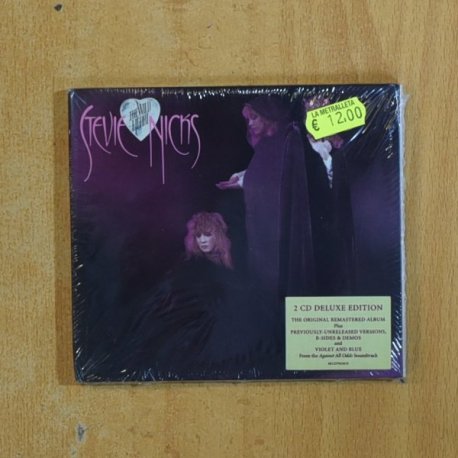 STEVIE NICKS
THE WILD
HEART
LA METRALLETA
€ 12,00
2 CD DELUXE EDITION
THE ORIGINAL REMASTERED ALBUM
Plus
PREVIOUSLY-UNRELEASED VERSIONS,
B-SIDES & DEMOS
and
VIOLET AND BLUE
From the Against All Odds Soundtrack